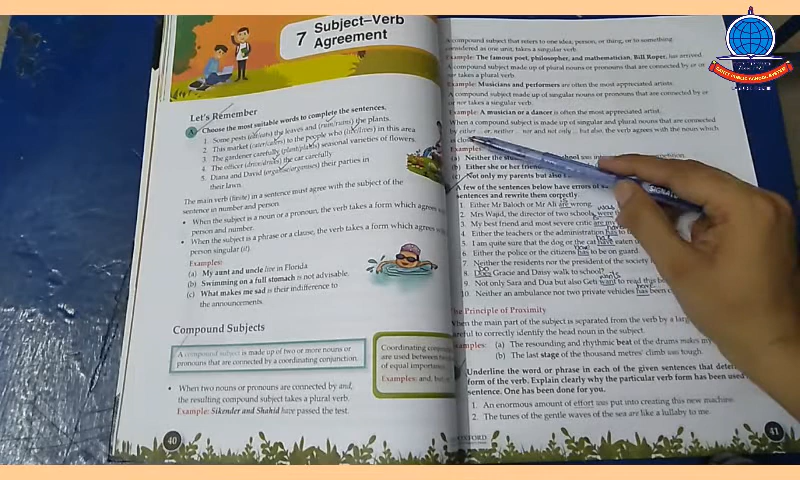 7 Subject–Verb
Agreement
Let's Remember
A Choose the most suitable words to complete the sentences.
1. Some pests (eat/eats) the leaves and (ruin/ruins) the plants.
2. This market (cater/caters) to the people who (live/lives) in this area
3. The gardener carefully (plant/plants) seasonal varieties of flowers.
4. The officer (drive/drives) the car carefully
5. Diana and David (organise/organises) their parties in
their lawn.
The main verb (finite) in a sentence must agree with the subject of the
sentence in number and person
• When the subject is a noun or a pronoun, the verb takes a form which agrees
person and number.
• When the subject is a phrase or a clause, the verb takes a form which agrees
person singular (it).
Examples:
(a) My aunt and uncle live in Florida
(b) Swimming on a full stomach is not advisable.
(c) What makes me sad is their indifference to
the announcements.
Compound Subjects
A compound subject is made up of two or more nouns or
pronouns that are connected by a coordinating conjunction.
Coordinating
are used between
of equal importance.
Examples: and, but,
• When two nouns or pronouns are connected by and,
the resulting compound subject takes a plural verb.
Example: Sikender and Shahid have passed the test.
40
A compound subject that refers to one idea, person, or thing, or to something
considered as one unit, takes a singular verb.
Example: The famous poet, philosopher, and mathematician, Bill Roper, has arrived
A compound subject made up of plural nouns or pronouns that are connected by or or
nor takes a plural verb.
Example: Musicians and performers are often the most appreciated artists.
A compound subject made up of singular nouns or pronouns that are connected by or
or nor takes a singular verb.
Example: A musician or a dancer is often the most appreciated artist.
When a compound subject is made up of singular and plural nouns that are connected
by either ... or, neither ... nor and not only ... but also the verb agrees with the noun which
is
Examples
(a) Neither the
(b) Either she or her
(c) Not only my parents but also
A few of the sentences below have errors of
sentences and rewrite them correctly.
is
1. Either Mr Baloch or Mr Ali are wrong.
was
2. Mrs Wajid, the director of two schools, were
is
3. My best friend and most severe critic are my
4. Either the teachers or the administration has to
has
5. I am quite sure that the dog or the cat have eaten
have
6. Either the police or the citizens has to be on guard.
7. Neither the residents nor the president of the society
Do
8. Does Gracie and Daisy walk to school?
wants
9. Not only Sara and Dua but also Geti want to read this
have
10. Neither an ambulance nor two private vehicles has been
The Principle of Proximity
When the main part of the subject is separated from the verb by a
careful to correctly identify the head noun in the subject.
Examples: (a) The resounding and rhythmic beat of the drums makes my
(b) The last stage of the thousand metres' climb was tough.
Underline the word or phrase in each of the given sentences that
form of the verb. Explain clearly why the particular verb form has been used
sentence. One has been done for you.
1. An enormous amount of effort was put into creating this new machine.
2. The tunes of the gentle waves of the sea are like a lullaby to me.
OXFORD
41
SIGNAT